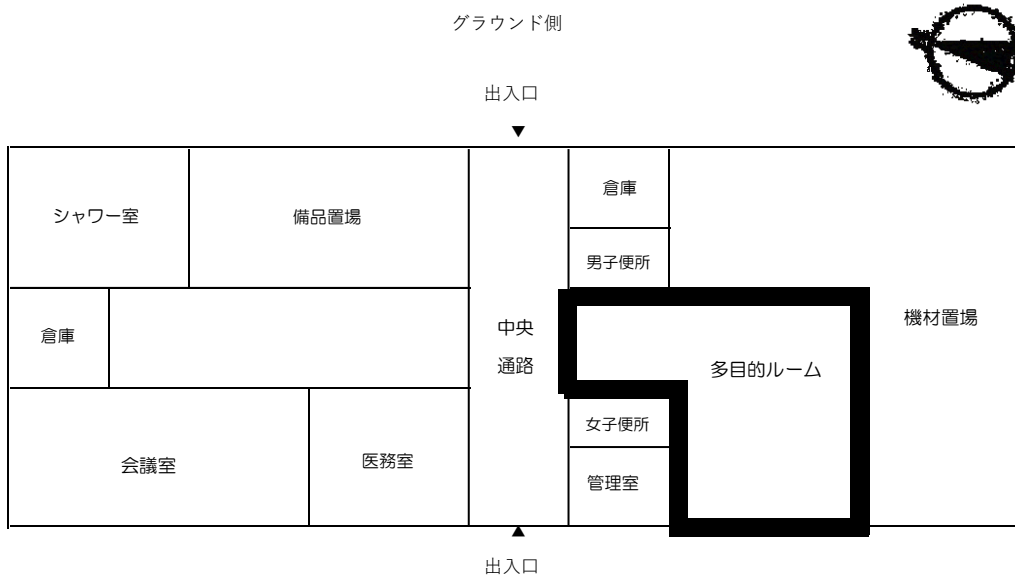 グラウンド側
出入口
▼
シャワー室
備品置場
倉庫
男子便所
倉庫
中央
通路
多目的ルーム
機材置場
女子便所
会議室
医務室
管理室
▲
出入口